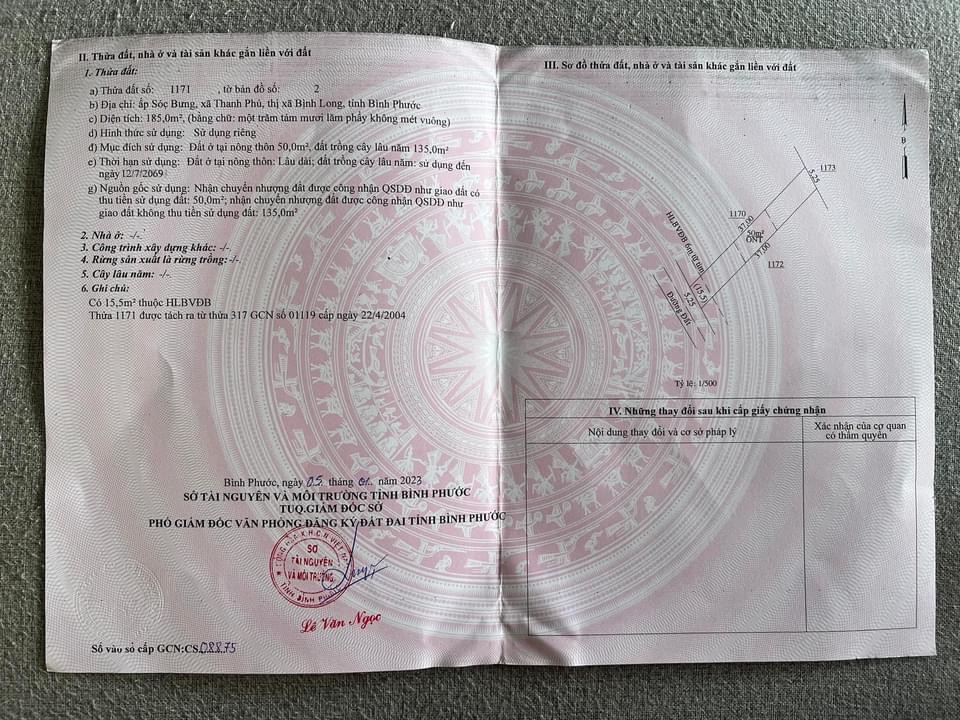 II. Thửa đất, nhà ở và tài sản khác gắn liền với đất
1. Thửa đất:
a) Thửa đất số: 1171 , tờ bản đồ số: 2
b) Địa chỉ: ấp Sóc Bưng, xã Thanh Phú, thị xã Bình Long, tỉnh Bình Phước
c) Diện tích: 185,0m², (bằng chữ: một trăm tám mươi lăm phẩy không mét vuông)
d) Hình thức sử dụng: Sử dụng riêng
đ) Mục đích sử dụng: Đất ở tại nông thôn 50,0m², đất trồng cây lâu năm 135,0m²
e) Thời hạn sử dụng: Đất ở tại nông thôn: Lâu dài; đất trồng cây lâu năm: sử dụng đến
ngày 12/7/2069
g) Nguồn gốc sử dụng: Nhận chuyển nhượng đất được công nhận QSDĐ như giao đất có
thu tiền sử dụng đất: 50,0m²; nhận chuyển nhượng đất được công nhận QSDĐ như
giao đất không thu tiền sử dụng đất: 135,0m²
2. Nhà ở: -/-.
3. Công trình xây dựng khác: -/-.
4. Rừng sản xuất là rừng trồng: -/-.
5. Cây lâu năm: -/-.
6. Ghi chú:
Có 15,5m² thuộc HLBVĐB
Thửa 1171 được tách ra từ thửa 317 GCN số 01119 cấp ngày 22/4/2004
Bình Phước, ngày 05 tháng 01 năm 2023
SỞ TÀI NGUYÊN VÀ MÔI TRƯỜNG TỈNH BÌNH PHƯỚC
TUQ.GIÁM ĐỐC SỞ
PHÓ GIÁM ĐỐC VĂN PHÒNG ĐĂNG KÝ ĐẤT ĐAI TỈNH BÌNH PHƯỚC
CỘNG HÒA X.H.C.N VIỆT NAM
SỞ
TÀI NGUYÊN
VÀ MÔI TRƯỜNG
TỈNH BÌNH PHƯỚC
Lê Văn Ngọc
Số vào sổ cấp GCN:CS.08875
III. Sơ đồ thửa đất, nhà ở và tài sản khác gắn liền với đất
B
1173
5,25
1170
37,00
50m²
ONT
37,00
1172
HLBVĐB 6m từ tim
(15,5)
5,25
Đường Đất
Tỷ lệ: 1/500
IV. Những thay đổi sau khi cấp giấy chứng nhận
Nội dung thay đổi và cơ sở pháp lý
Xác nhận của cơ quan
có thẩm quyền